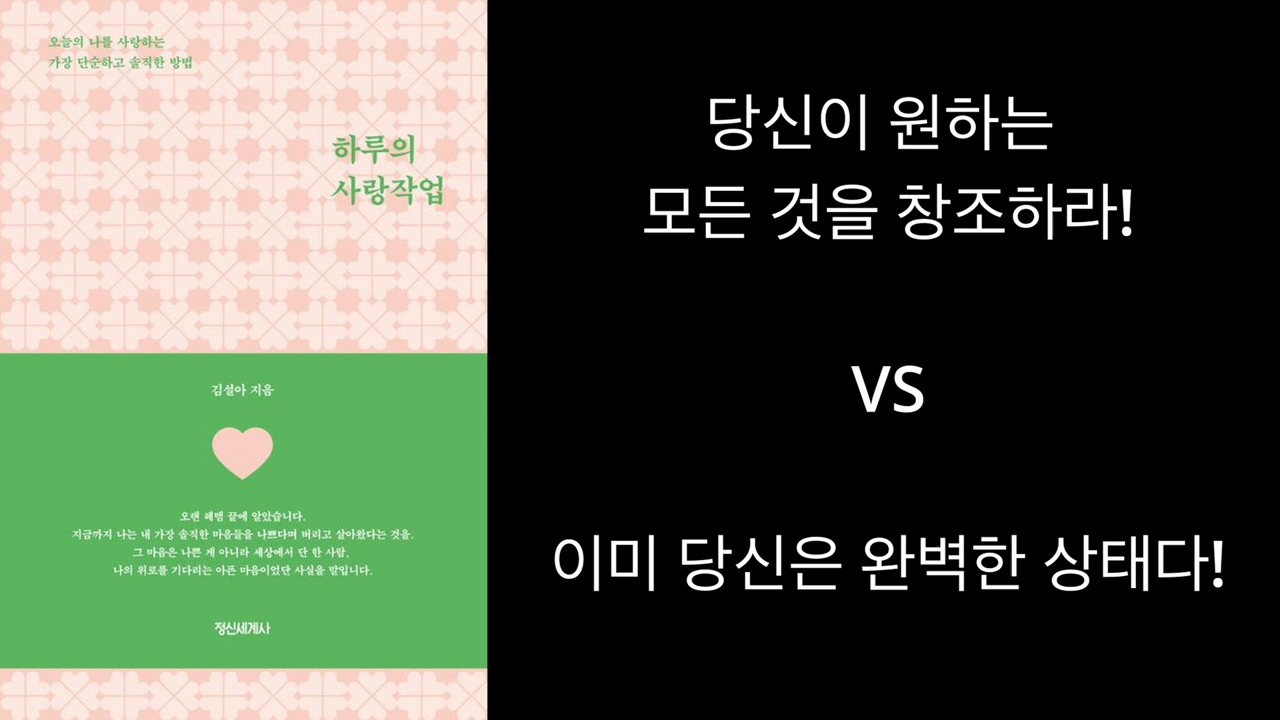 오늘의 나를 사랑하는
가장 단순하고 솔직한 방법
하루의
사랑작업
김설아 지음
오랜 헤맴 끝에 알았습니다.
지금까지 나는 내 가장 솔직한 마음들을 나쁘다며 버리고 살아왔다는 것을.
그 마음은 나쁜 게 아니라 세상에서 단 한 사람,
나의 위로를 기다리는 아픈 마음이었단 사실을 말입니다.
정신세계사
당신이 원하는
모든 것을 창조하라!
vs
이미 당신은 완벽한 상태다!